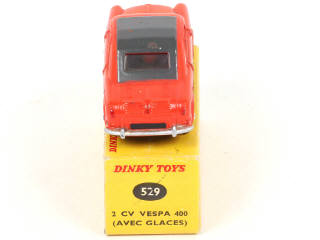 DINKY TOYS
529
2 CV VESPA 400
(AVEC GLACES)